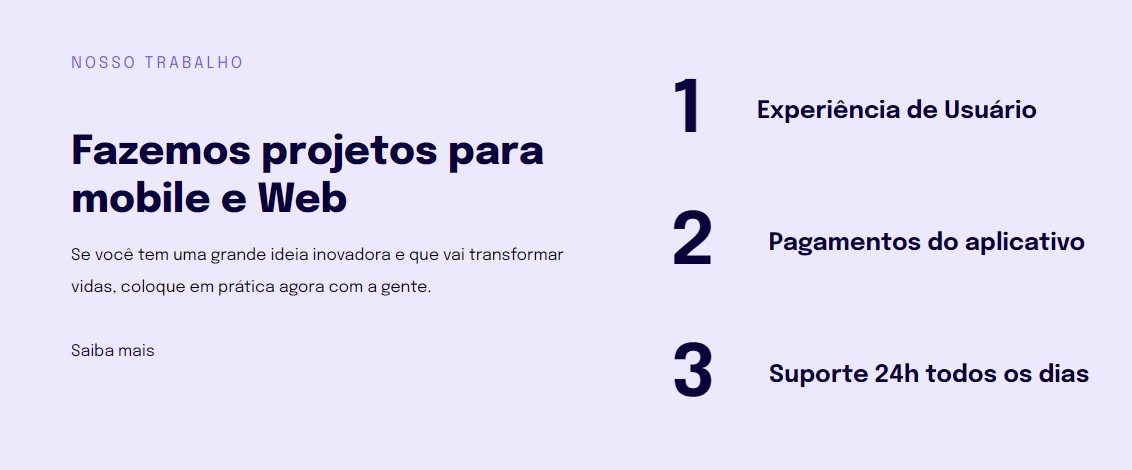 NOSSO TRABALHO
Fazemos projetos para
mobile e Web
Se você tem uma grande ideia inovadora e que vai transformar
vidas, coloque em prática agora com a gente.
Saiba mais
1 Experiência de Usuário
2 Pagamentos do aplicativo
3 Suporte 24h todos os dias